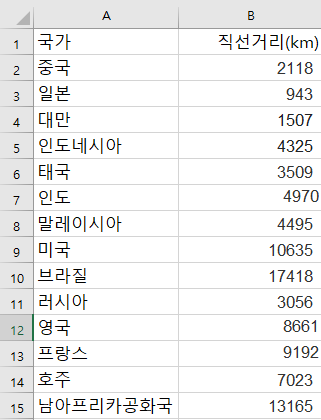 A B
1 국가 직선거리(km)
2 중국 2118
3 일본 943
4 대만 1507
5 인도네시아 4325
6 태국 3509
7 인도 4970
8 말레이시아 4495
9 미국 10635
10 브라질 17418
11 러시아 3056
12 영국 8661
13 프랑스 9192
14 호주 7023
15 남아프리카공화국 13165